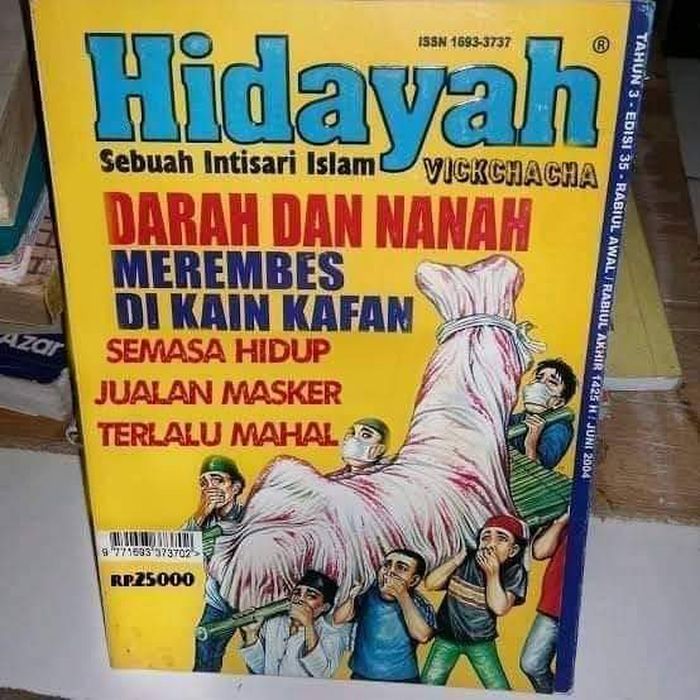 ISSN 1693-3737
Hidayah®
Sebuah Intisari Islam
VICKCHACHA
DARAH DAN NANAH
MEREMBES
DI KAIN KAFAN
SEMASA HIDUP
JUALAN MASKER
TERLALU MAHAL
9 771693 373702>
RP.25000
TAHUN 3 - EDISI 35 - RABIUL AWAL / RABIUL AKHIR 1425 H / JUNI 2004
Azar